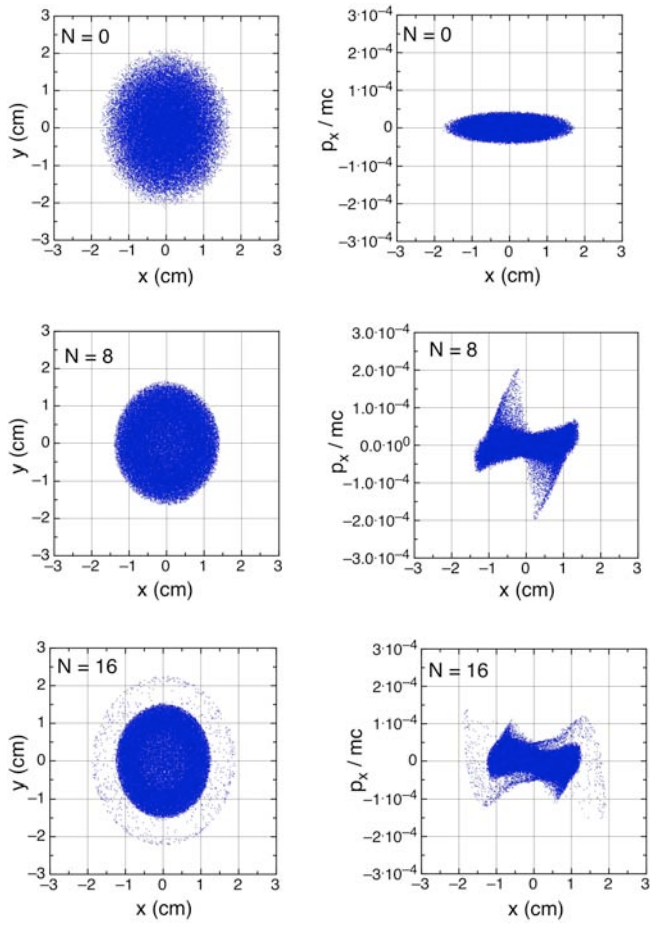 3
N = 0
2
1
0
−1
−2
−3
y (cm)
−3 −2 −1 0 1 2 3
x (cm)
3·10⁻⁴
N = 0
2·10⁻⁴
1·10⁻⁴
0
−1·10⁻⁴
−2·10⁻⁴
−3·10⁻⁴
pₓ / mc
−3 −2 −1 0 1 2 3
x (cm)
3
N = 8
2
1
0
−1
−2
−3
y (cm)
−3 −2 −1 0 1 2 3
x (cm)
3.0·10⁻⁴
N = 8
2.0·10⁻⁴
1.0·10⁻⁴
0.0·10⁰
−1.0·10⁻⁴
−2.0·10⁻⁴
−3.0·10⁻⁴
pₓ / mc
−3 −2 −1 0 1 2 3
x (cm)
3
N = 16
2
1
0
−1
−2
−3
y (cm)
−3 −2 −1 0 1 2 3
x (cm)
3·10⁻⁴
N = 16
2·10⁻⁴
1·10⁻⁴
0
−1·10⁻⁴
−2·10⁻⁴
−3·10⁻⁴
pₓ / mc
−3 −2 −1 0 1 2 3
x (cm)